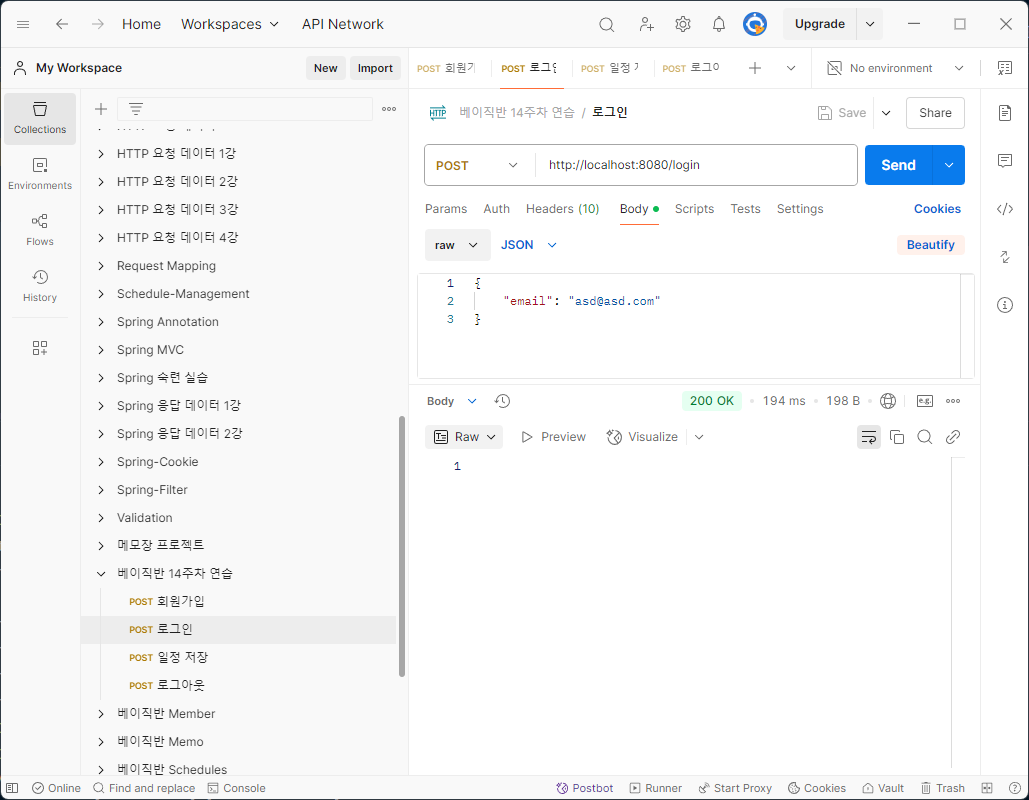 Home Workspaces API Network Upgrade
My Workspace New Import POST 회원가 POST 로그인 POST 일정 POST 로그아 No environment
Collections
Environments
Flows
History
HTTP 요청 데이터 1강
HTTP 요청 데이터 2강
HTTP 요청 데이터 3강
HTTP 요청 데이터 4강
Request Mapping
Schedule-Management
Spring Annotation
Spring MVC
Spring 숙련 실습
Spring 응답 데이터 1강
Spring 응답 데이터 2강
Spring-Cookie
Spring-Filter
Validation
메모장 프로젝트
베이직반 14주차 연습
POST 회원가입
POST 로그인
POST 일정 저장
POST 로그아웃
베이직반 Member
베이직반 Memo
베이직반 Schedules
HTTP 베이직반 14주차 연습 / 로그인 Save Share
POST http://localhost:8080/login Send
Params Auth Headers (10) Body Scripts Tests Settings Cookies
raw JSON Beautify
1 {
2 "email": "asd@asd.com"
3 }
Body 200 OK 194 ms 198 B e.g.
Raw Preview Visualize
1
Online Find and replace Console Postbot Runner Start Proxy Cookies Vault Trash